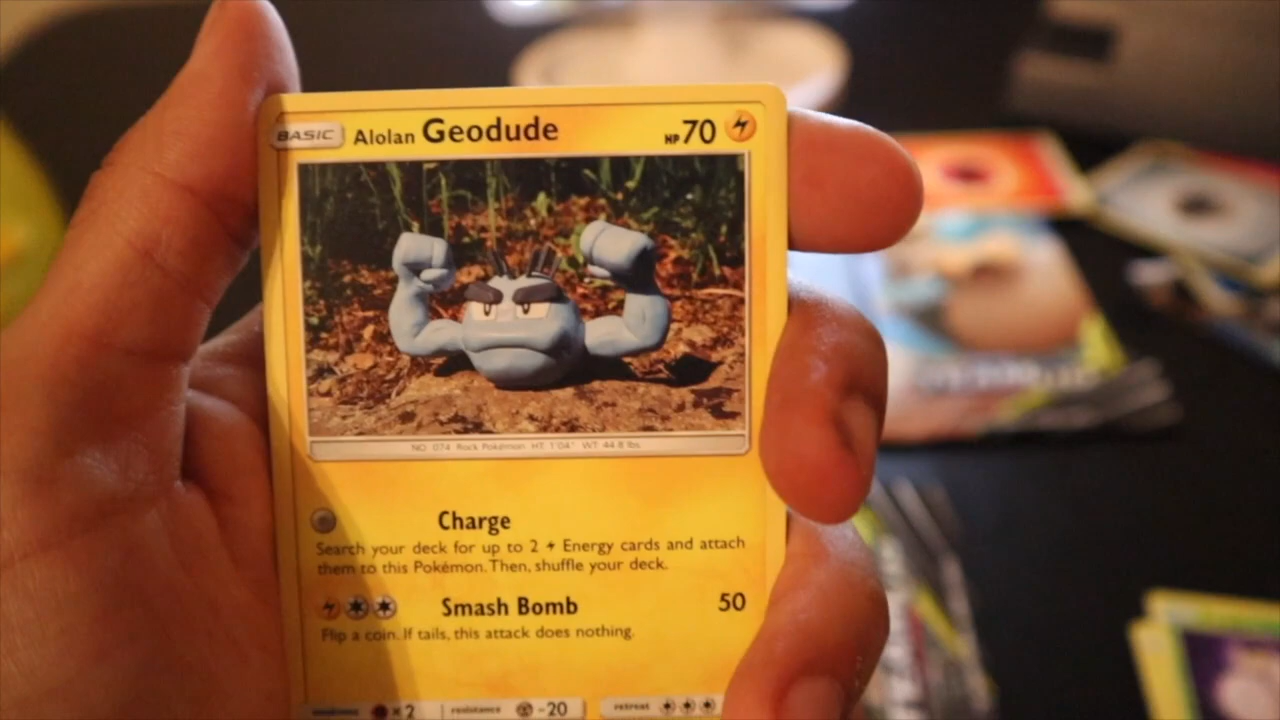 BASIC Alolan Geodude HP 70
NO. 074 Rock Pokémon HT: 1'04" WT: 44.8 lbs.
Charge
Search your deck for up to 2 Energy cards and attach
them to this Pokémon. Then, shuffle your deck.
Smash Bomb 50
Flip a coin. If tails, this attack does nothing.
weakness ×2 resistance -20 retreat